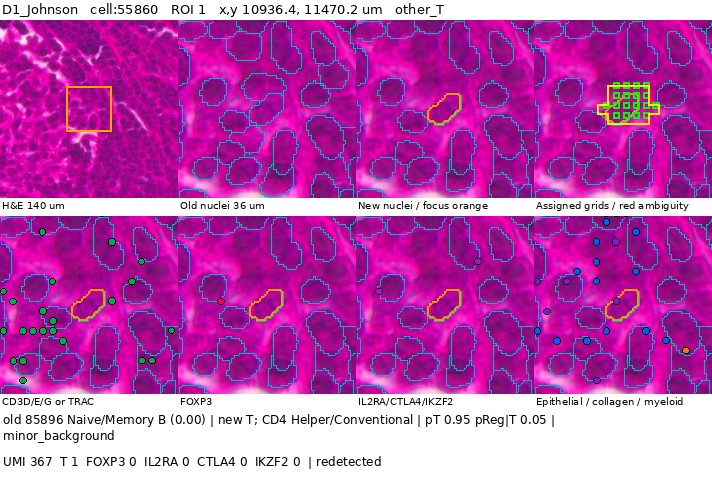 D1_Johnson cell:55860 ROI 1 x,y 10936.4, 11470.2 um other_T
H&E 140 um
Old nuclei 36 um
New nuclei / focus orange
Assigned grids / red ambiguity
CD3D/E/G or TRAC
FOXP3
IL2RA/CTLA4/IKZF2
Epithelial / collagen / myeloid
old 85896 Naive/Memory B (0.00) | new T; CD4 Helper/Conventional | pT 0.95 pReg|T 0.05 |
minor_background
UMI 367 T 1 FOXP3 0 IL2RA 0 CTLA4 0 IKZF2 0 | redetected